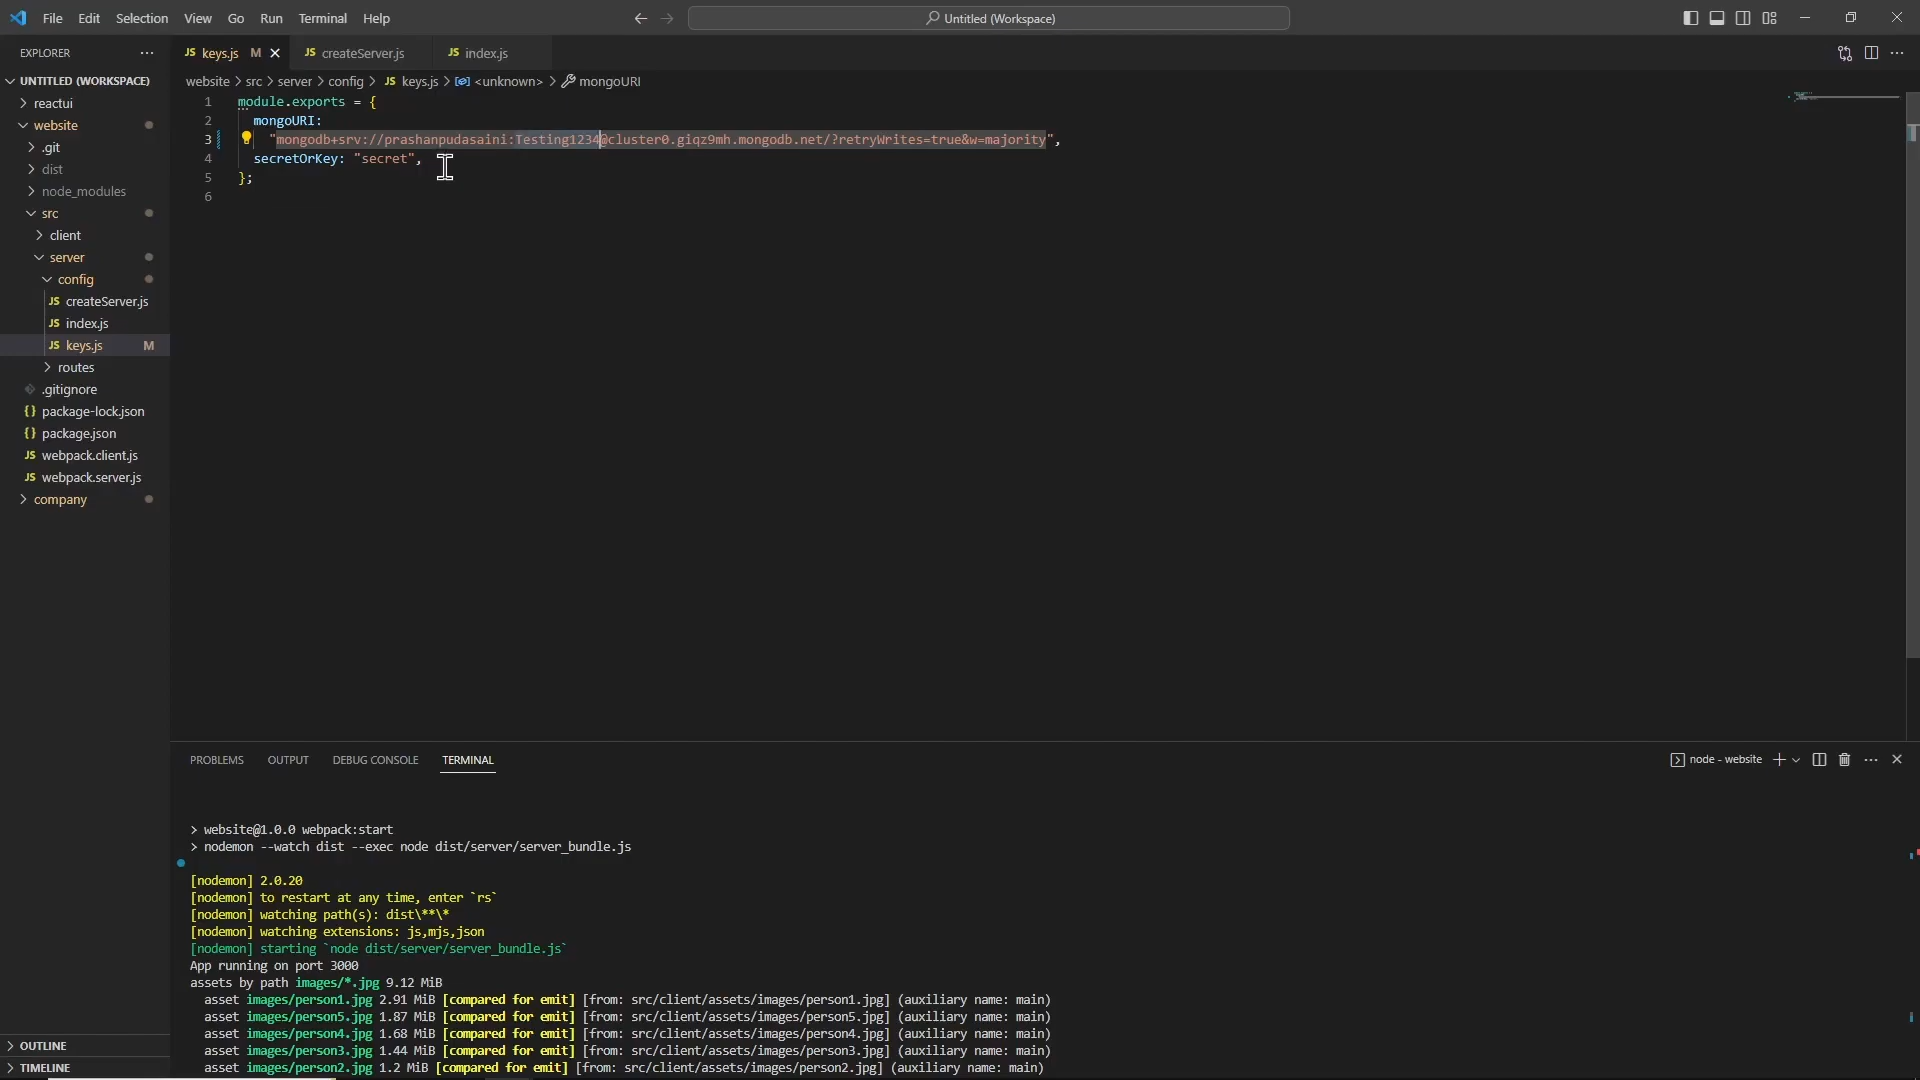 File Edit Selection View Go Run Terminal Help
Untitled (Workspace)
EXPLORER
UNTITLED (WORKSPACE)
reactui
website
.git
dist
node_modules
src
client
server
config
JS createServer.js
JS index.js
JS keys.js M
routes
.gitignore
{} package-lock.json
{} package.json
JS webpack.client.js
JS webpack.server.js
company
OUTLINE
TIMELINE
JS keys.js M
JS createServer.js
JS index.js
website > src > server > config > JS keys.js > <unknown> > mongoURI
1 module.exports = {
2 mongoURI:
3 "mongodb+srv://prashanpudasaini:Testing1234@cluster0.giqz9mh.mongodb.net/?retryWrites=true&w=majority",
4 secretOrKey: "secret",
5 };
6
PROBLEMS OUTPUT DEBUG CONSOLE TERMINAL
node - website
> website@1.0.0 webpack:start
> nodemon --watch dist --exec node dist/server/server_bundle.js
[nodemon] 2.0.20
[nodemon] to restart at any time, enter `rs`
[nodemon] watching path(s): dist\**\*
[nodemon] watching extensions: js,mjs,json
[nodemon] starting `node dist/server/server_bundle.js`
App running on port 3000
assets by path images/*.jpg 9.12 MiB
asset images/person1.jpg 2.91 MiB [compared for emit] [from: src/client/assets/images/person1.jpg] (auxiliary name: main)
asset images/person5.jpg 1.87 MiB [compared for emit] [from: src/client/assets/images/person5.jpg] (auxiliary name: main)
asset images/person4.jpg 1.68 MiB [compared for emit] [from: src/client/assets/images/person4.jpg] (auxiliary name: main)
asset images/person3.jpg 1.44 MiB [compared for emit] [from: src/client/assets/images/person3.jpg] (auxiliary name: main)
asset images/person2.jpg 1.2 MiB [compared for emit] [from: src/client/assets/images/person2.jpg] (auxiliary name: main)